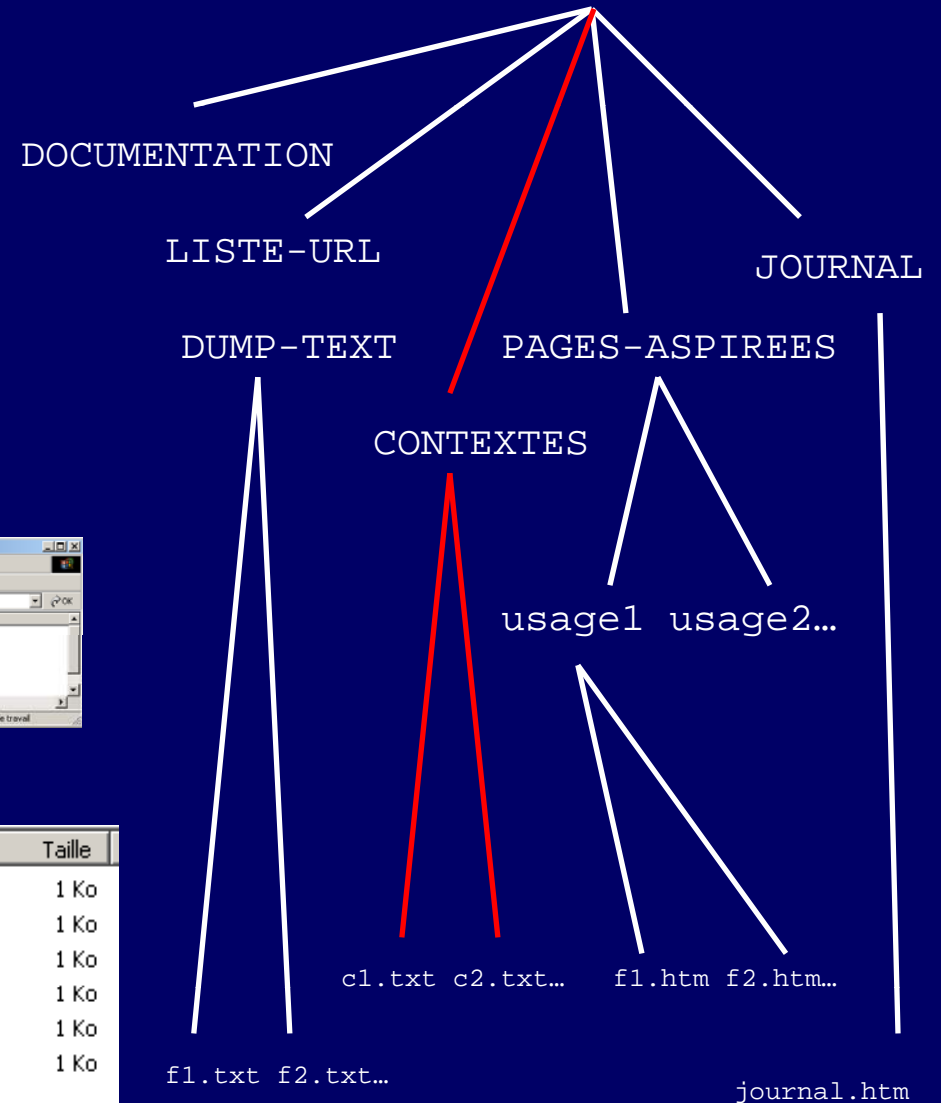 DOCUMENTATION
LISTE-URL
JOURNAL
DUMP-TEXT
PAGES-ASPIREES
CONTEXTES
OK
usage1 usage2…
e travail
Taille
1 Ko
1 Ko
1 Ko
1 Ko
1 Ko
1 Ko
c1.txt c2.txt…
f1.htm f2.htm…
f1.txt f2.txt…
journal.htm